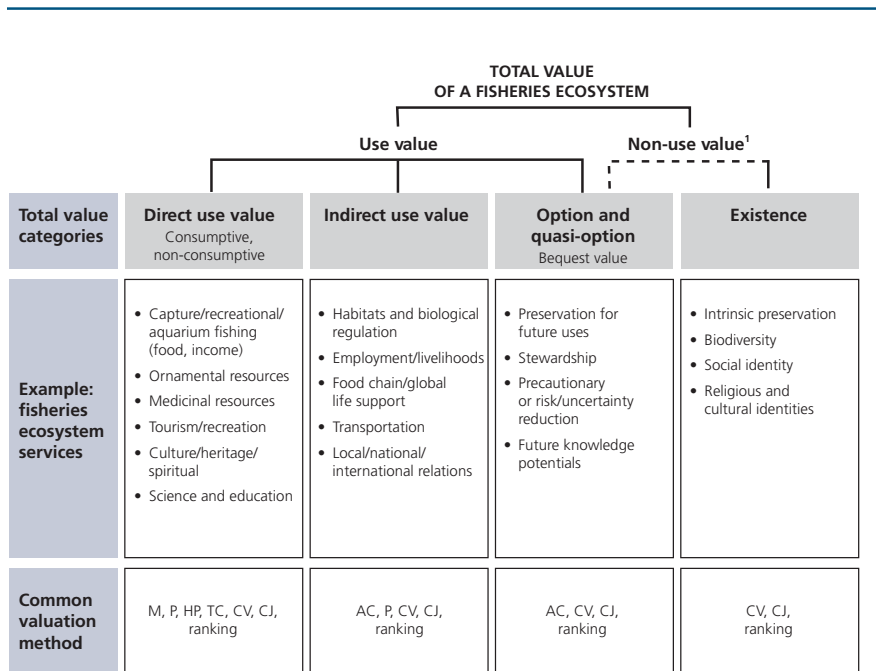 TOTAL VALUE
OF A FISHERIES ECOSYSTEM
Use value
Non-use value¹
Total value
categories
Direct use value
Consumptive,
non-consumptive
Indirect use value
Option and
quasi-option
Bequest value
Existence
Example:
fisheries
ecosystem
services
• Capture/recreational/
aquarium fishing
(food, income)
• Ornamental resources
• Medicinal resources
• Tourism/recreation
• Culture/heritage/
spiritual
• Science and education
• Habitats and biological
regulation
• Employment/livelihoods
• Food chain/global
life support
• Transportation
• Local/national/
international relations
• Preservation for
future uses
• Stewardship
• Precautionary
or risk/uncertainty
reduction
• Future knowledge
potentials
• Intrinsic preservation
• Biodiversity
• Social identity
• Religious and
cultural identities
Common
valuation
method
M, P, HP, TC, CV, CJ,
ranking
AC, P, CV, CJ,
ranking
AC, CV, CJ,
ranking
CV, CJ,
ranking